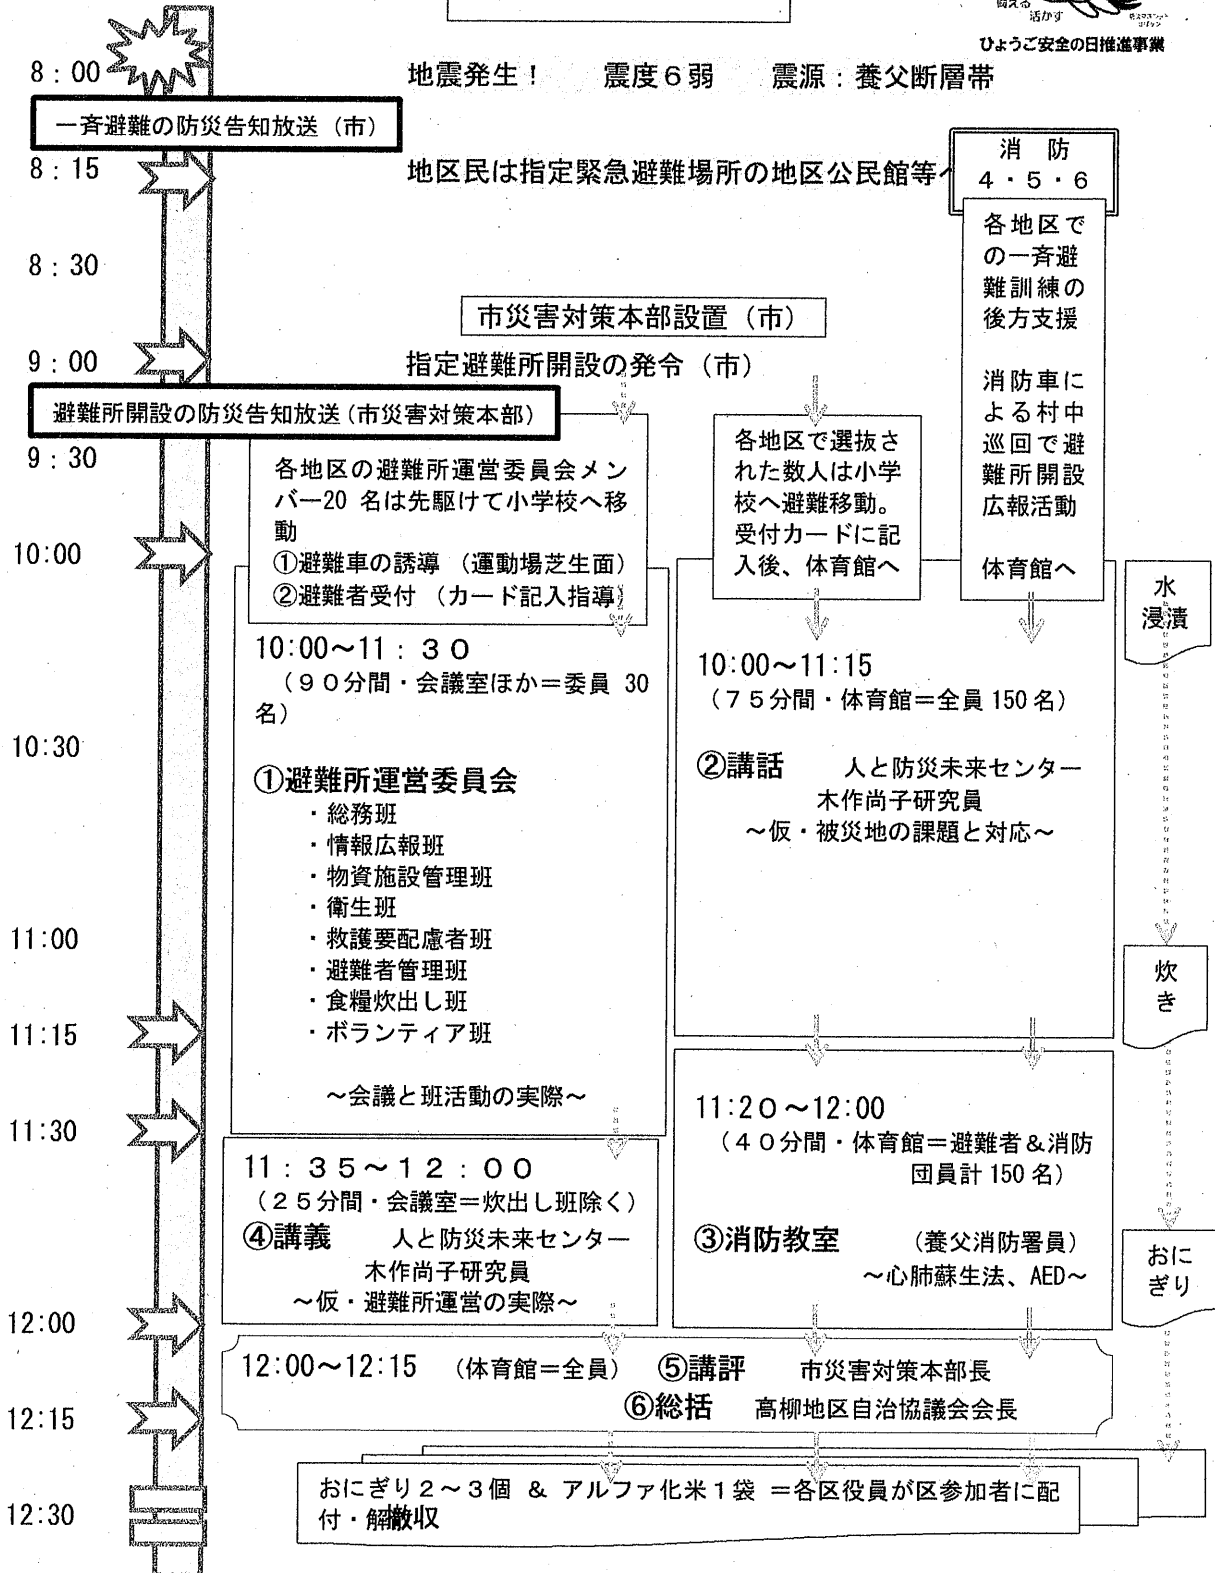 活かす
ひょうご安全の日推進事業
8：00
地震発生！　震度６弱　震源：養父断層帯
一斉避難の防災告知放送（市）
8：15
地区民は指定緊急避難場所の地区公民館等へ
消　防
４・５・６
各地区で
の一斉避
難訓練の
後方支援
消防車に
よる村中
巡回で避
難所開設
広報活動
体育館へ
8：30
市災害対策本部設置（市）
9：00
指定避難所開設の発令（市）
避難所開設の防災告知放送（市災害対策本部）
9：30
各地区の避難所運営委員会メン
バー20 名は先駆けて小学校へ移
動
①避難車の誘導 （運動場芝生面）
②避難者受付 （カード記入指導）
各地区で選抜さ
れた数人は小学
校へ避難移動。
受付カードに記
入後、体育館へ
10:00
水
浸漬
10:00～11：３０
（９０分間・会議室ほか＝委員 30
名）
10:00～11:15
（７５分間・体育館＝全員 150 名）
10:30
①避難所運営委員会
・総務班
・情報広報班
・物資施設管理班
・衛生班
・救護要配慮者班
・避難者管理班
・食糧炊出し班
・ボランティア班
～会議と班活動の実際～
②講話　人と防災未来センター
木作尚子研究員
～仮・被災地の課題と対応～
11:00
炊
き
11:15
11:30
11：３５～１２：００
（２５分間・会議室＝炊出し班除く）
④講義　人と防災未来センター
木作尚子研究員
～仮・避難所運営の実際～
11:2０～12:00
（４０分間・体育館＝避難者＆消防
団員計 150 名）
③消防教室　（養父消防署員）
～心肺蘇生法、AED～
おに
ぎり
12:00
12:00～12:15 （体育館＝全員） ⑤講評　市災害対策本部長
⑥総括　高柳地区自治協議会会長
12:15
おにぎり２～３個 ＆ アルファ化米１袋 ＝各区役員が区参加者に配
付・解撤収
12:30